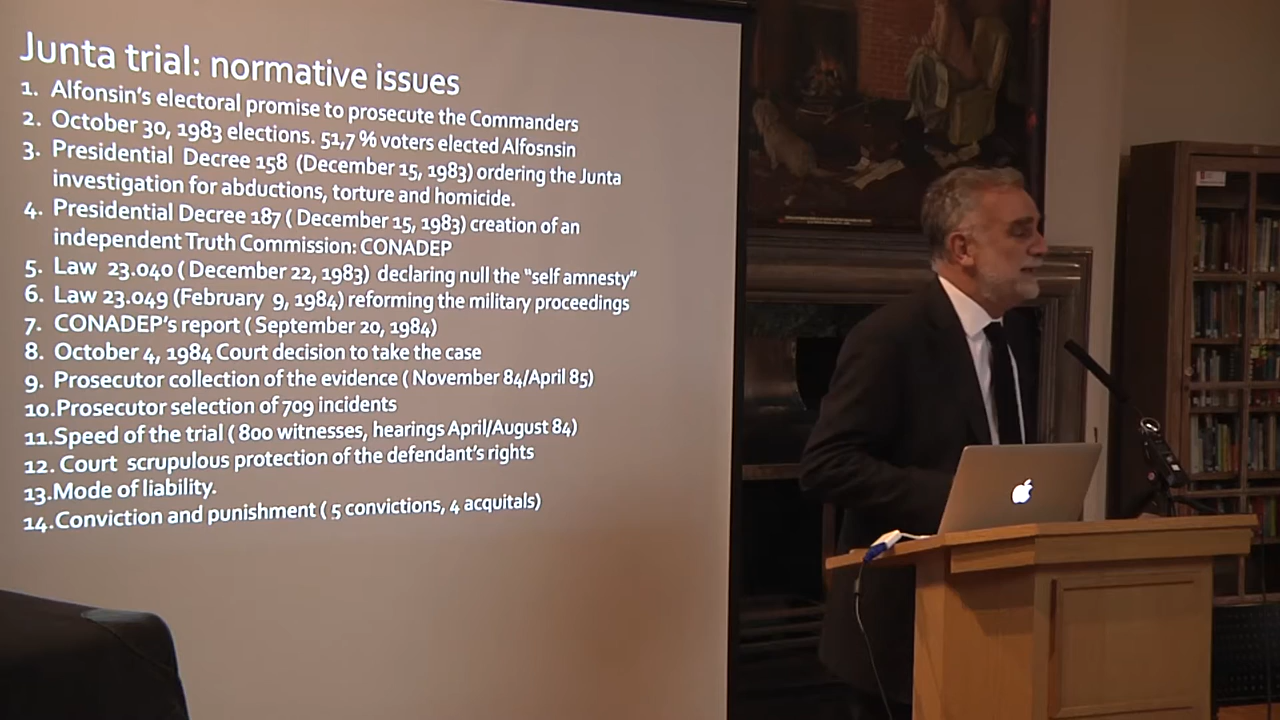 Junta trial: normative issues
1. Alfonsin's electoral promise to prosecute the Commanders
2. October 30, 1983 elections. 51,7 % voters elected Alfosnsin
3. Presidential Decree 158 (December 15, 1983) ordering the Junta
investigation for abductions, torture and homicide.
4. Presidential Decree 187 ( December 15, 1983) creation of an
independent Truth Commission: CONADEP
5. Law 23.040 ( December 22, 1983) declaring null the "self amnesty"
6. Law 23.049 (February 9, 1984) reforming the military proceedings
7. CONADEP's report ( September 20, 1984)
8. October 4, 1984 Court decision to take the case
9. Prosecutor collection of the evidence ( November 84/April 85)
10.Prosecutor selection of 709 incidents
11.Speed of the trial ( 800 witnesses, hearings April/August 84)
12. Court scrupulous protection of the defendant's rights
13.Mode of liability.
14.Conviction and punishment ( 5 convictions, 4 acquitals)